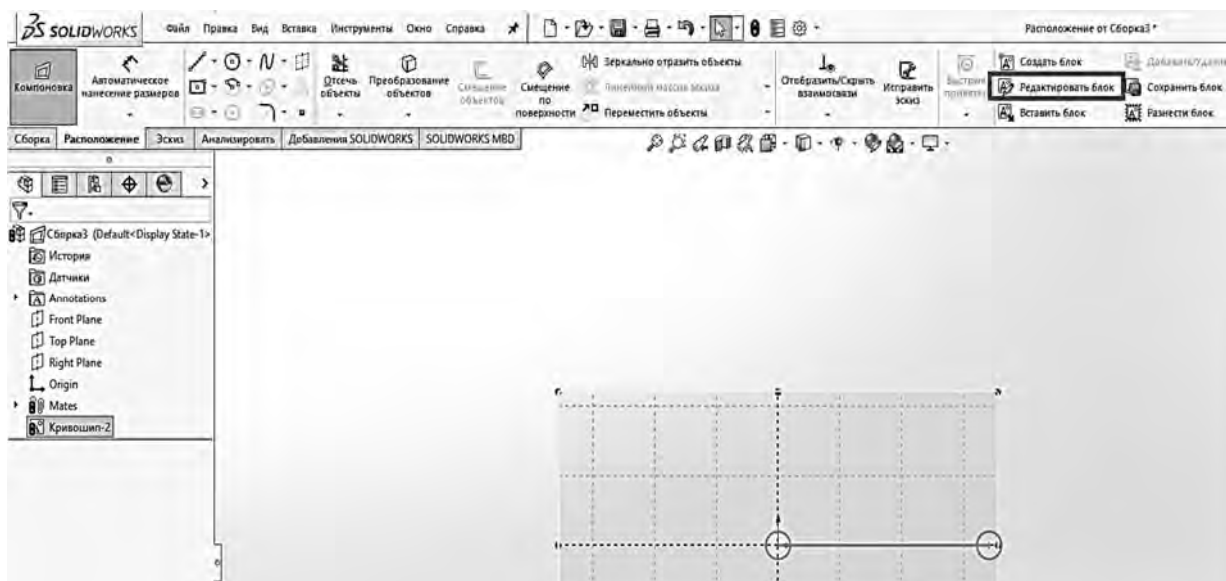 SOLIDWORKS Файл Правка Вид Вставка Инструменты Окно Справка Расположение от Сборка3 *
Компоновка
Автоматическое нанесение размеров
Отсечь объекты
Преобразование объектов
Смещение объектов
Смещение по поверхности
Зеркально отразить объекты
Линейный массив эскиза
Переместить объекты
Отобразить/Скрыть взаимосвязи
Исправить эскиз
Быстрые
Создать блок
Редактировать блок
Вставить блок
Сохранить блок
Разнести блок
Сборка Расположение Эскиз Анализировать Добавления SOLIDWORKS SOLIDWORKS MBD
Сборка3 (Default<Display State-1>
История
Датчики
Annotations
Front Plane
Top Plane
Right Plane
Origin
Mates
Кривошип-2